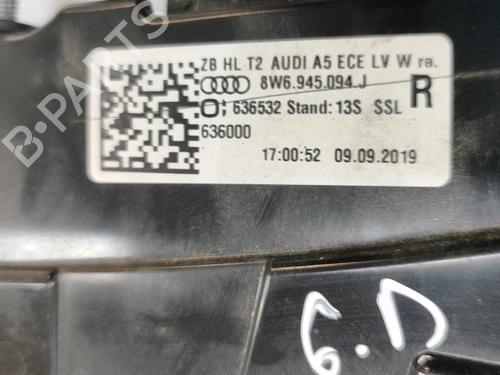 ZB HL T2 AUDI A5 ECE LV W re.
8W6.945.094.J R
636532 Stand: 13S SSL
636000
17:00:52 09.09.2019
6.D
B-PARTS